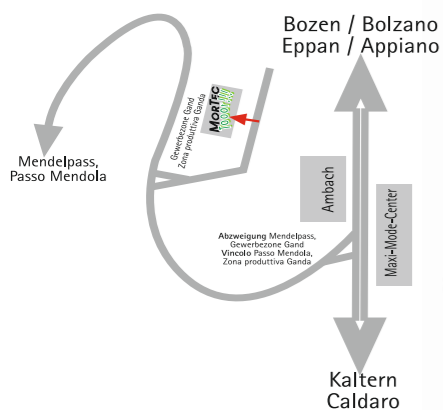 Bozen / Bolzano
Eppan / Appiano
MorTec
Gewerbezone Gand
Zona produttiva Ganda
Mendelpass,
Passo Mendola
Ambach
Maxi-Mode-Center
Abzweigung Mendelpass,
Gewerbezone Gand
Vincolo Passo Mendola,
Zona produttiva Ganda
Kaltern
Caldaro